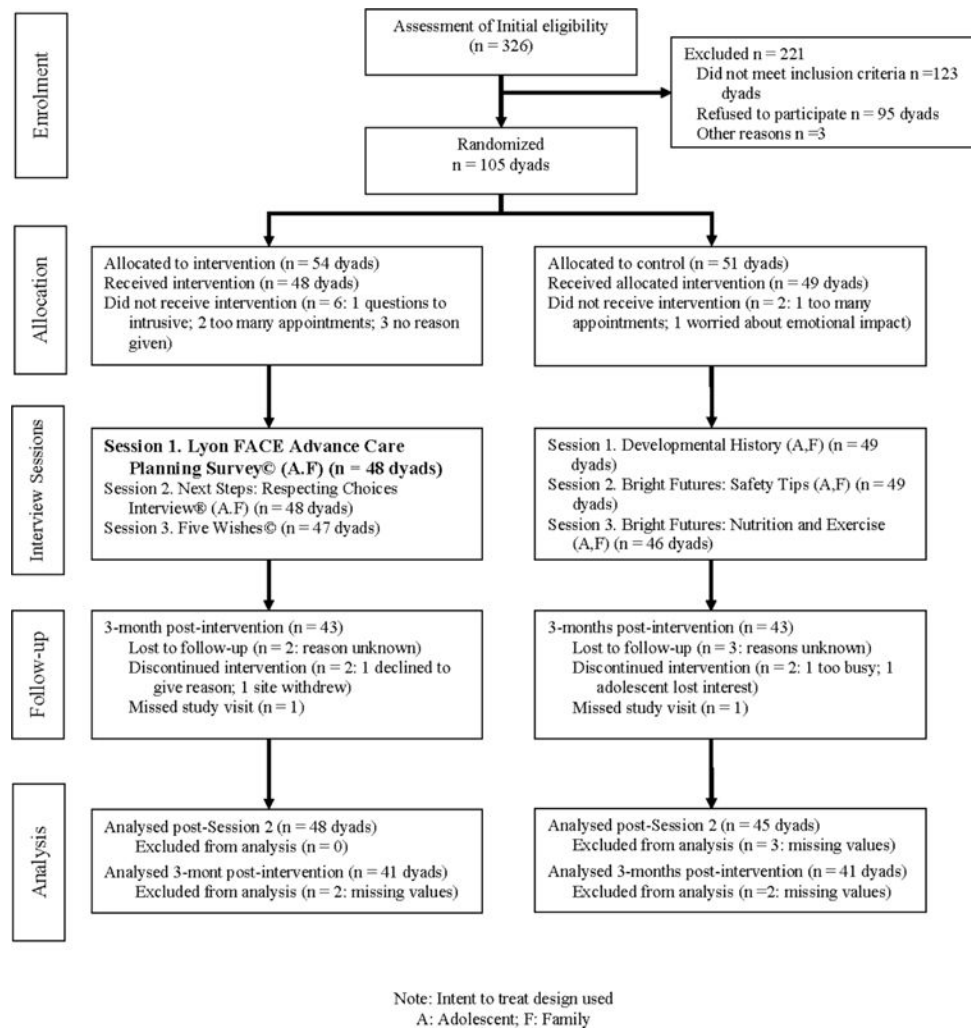 Enrolment
Assessment of Initial eligibility
(n = 326)
Excluded n = 221
Did not meet inclusion criteria n =123
dyads
Refused to participate n = 95 dyads
Other reasons n =3
Randomized
n = 105 dyads
Allocation
Allocated to intervention (n = 54 dyads)
Received intervention (n = 48 dyads)
Did not receive intervention (n = 6: 1 questions to
intrusive; 2 too many appointments; 3 no reason
given)
Allocated to control (n = 51 dyads)
Received allocated intervention (n = 49 dyads)
Did not receive intervention (n = 2: 1 too many
appointments; 1 worried about emotional impact)
Interview Sessions
Session 1. Lyon FACE Advance Care
Planning Survey© (A.F) (n = 48 dyads)
Session 2. Next Steps: Respecting Choices
Interview® (A.F) (n = 48 dyads)
Session 3. Five Wishes© (n = 47 dyads)
Session 1. Developmental History (A,F) (n = 49
dyads)
Session 2. Bright Futures: Safety Tips (A,F) (n = 49
dyads)
Session 3. Bright Futures: Nutrition and Exercise
(A,F) (n = 46 dyads)
Follow-up
3-month post-intervention (n = 43)
Lost to follow-up (n = 2: reason unknown)
Discontinued intervention (n = 2: 1 declined to
give reason; 1 site withdrew)
Missed study visit (n = 1)
3-months post-intervention (n = 43)
Lost to follow-up (n = 3: reasons unknown)
Discontinued intervention (n = 2: 1 too busy; 1
adolescent lost interest)
Missed study visit (n = 1)
Analysis
Analysed post-Session 2 (n = 48 dyads)
Excluded from analysis (n = 0)
Analysed 3-mont post-intervention (n = 41 dyads)
Excluded from analysis (n = 2: missing values)
Analysed post-Session 2 (n = 45 dyads)
Excluded from analysis (n = 3: missing values)
Analysed 3-months post-intervention (n = 41 dyads)
Excluded from analysis (n =2: missing values)
Note: Intent to treat design used
A: Adolescent; F: Family